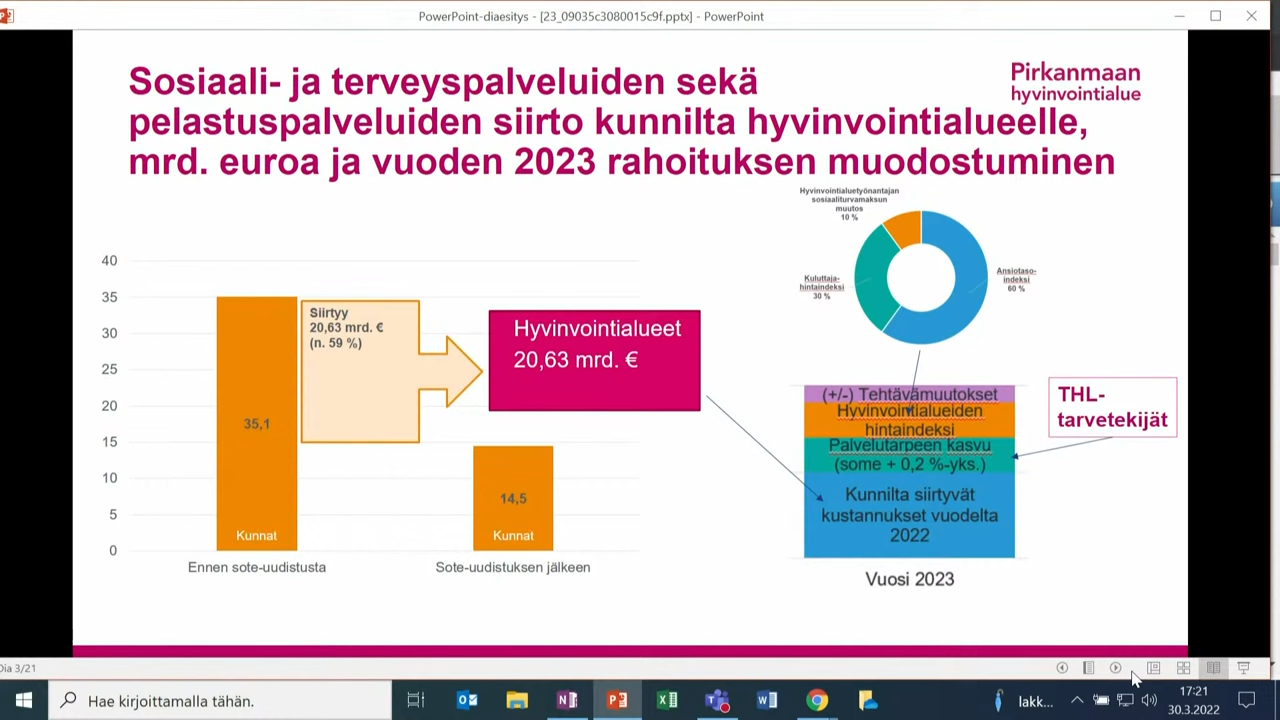 PowerPoint-diaesitys - [23_09035c3080015c9f.pptx] - PowerPoint
Sosiaali- ja terveyspalveluiden sekä
pelastuspalveluiden siirto kunnilta hyvinvointialueelle,
mrd. euroa ja vuoden 2023 rahoituksen muodostuminen
Pirkanmaan
hyvinvointialue
40
35
30
25
20
15
10
5
0
35,1
Kunnat
Ennen sote-uudistusta
Siirtyy
20,63 mrd. €
(n. 59 %)
14,5
Kunnat
Sote-uudistuksen jälkeen
Hyvinvointialueet
20,63 mrd. €
Hyvinvointialuetyönantajan
sosiaaliturvamaksun
muutos
10 %
Kuluttaja-
hintaindeksi
30 %
Ansiotaso-
indeksi
60 %
(+/-) Tehtävämuutokset
Hyvinvointialueiden
hintaindeksi
Palvelutarpeen kasvu
(some + 0,2 %-yks.)
Kunnilta siirtyvät
kustannukset vuodelta
2022
Vuosi 2023
THL-
tarvetekijät
Dia 3/21
Hae kirjoittamalla tähän.
lakk...
17:21
30.3.2022